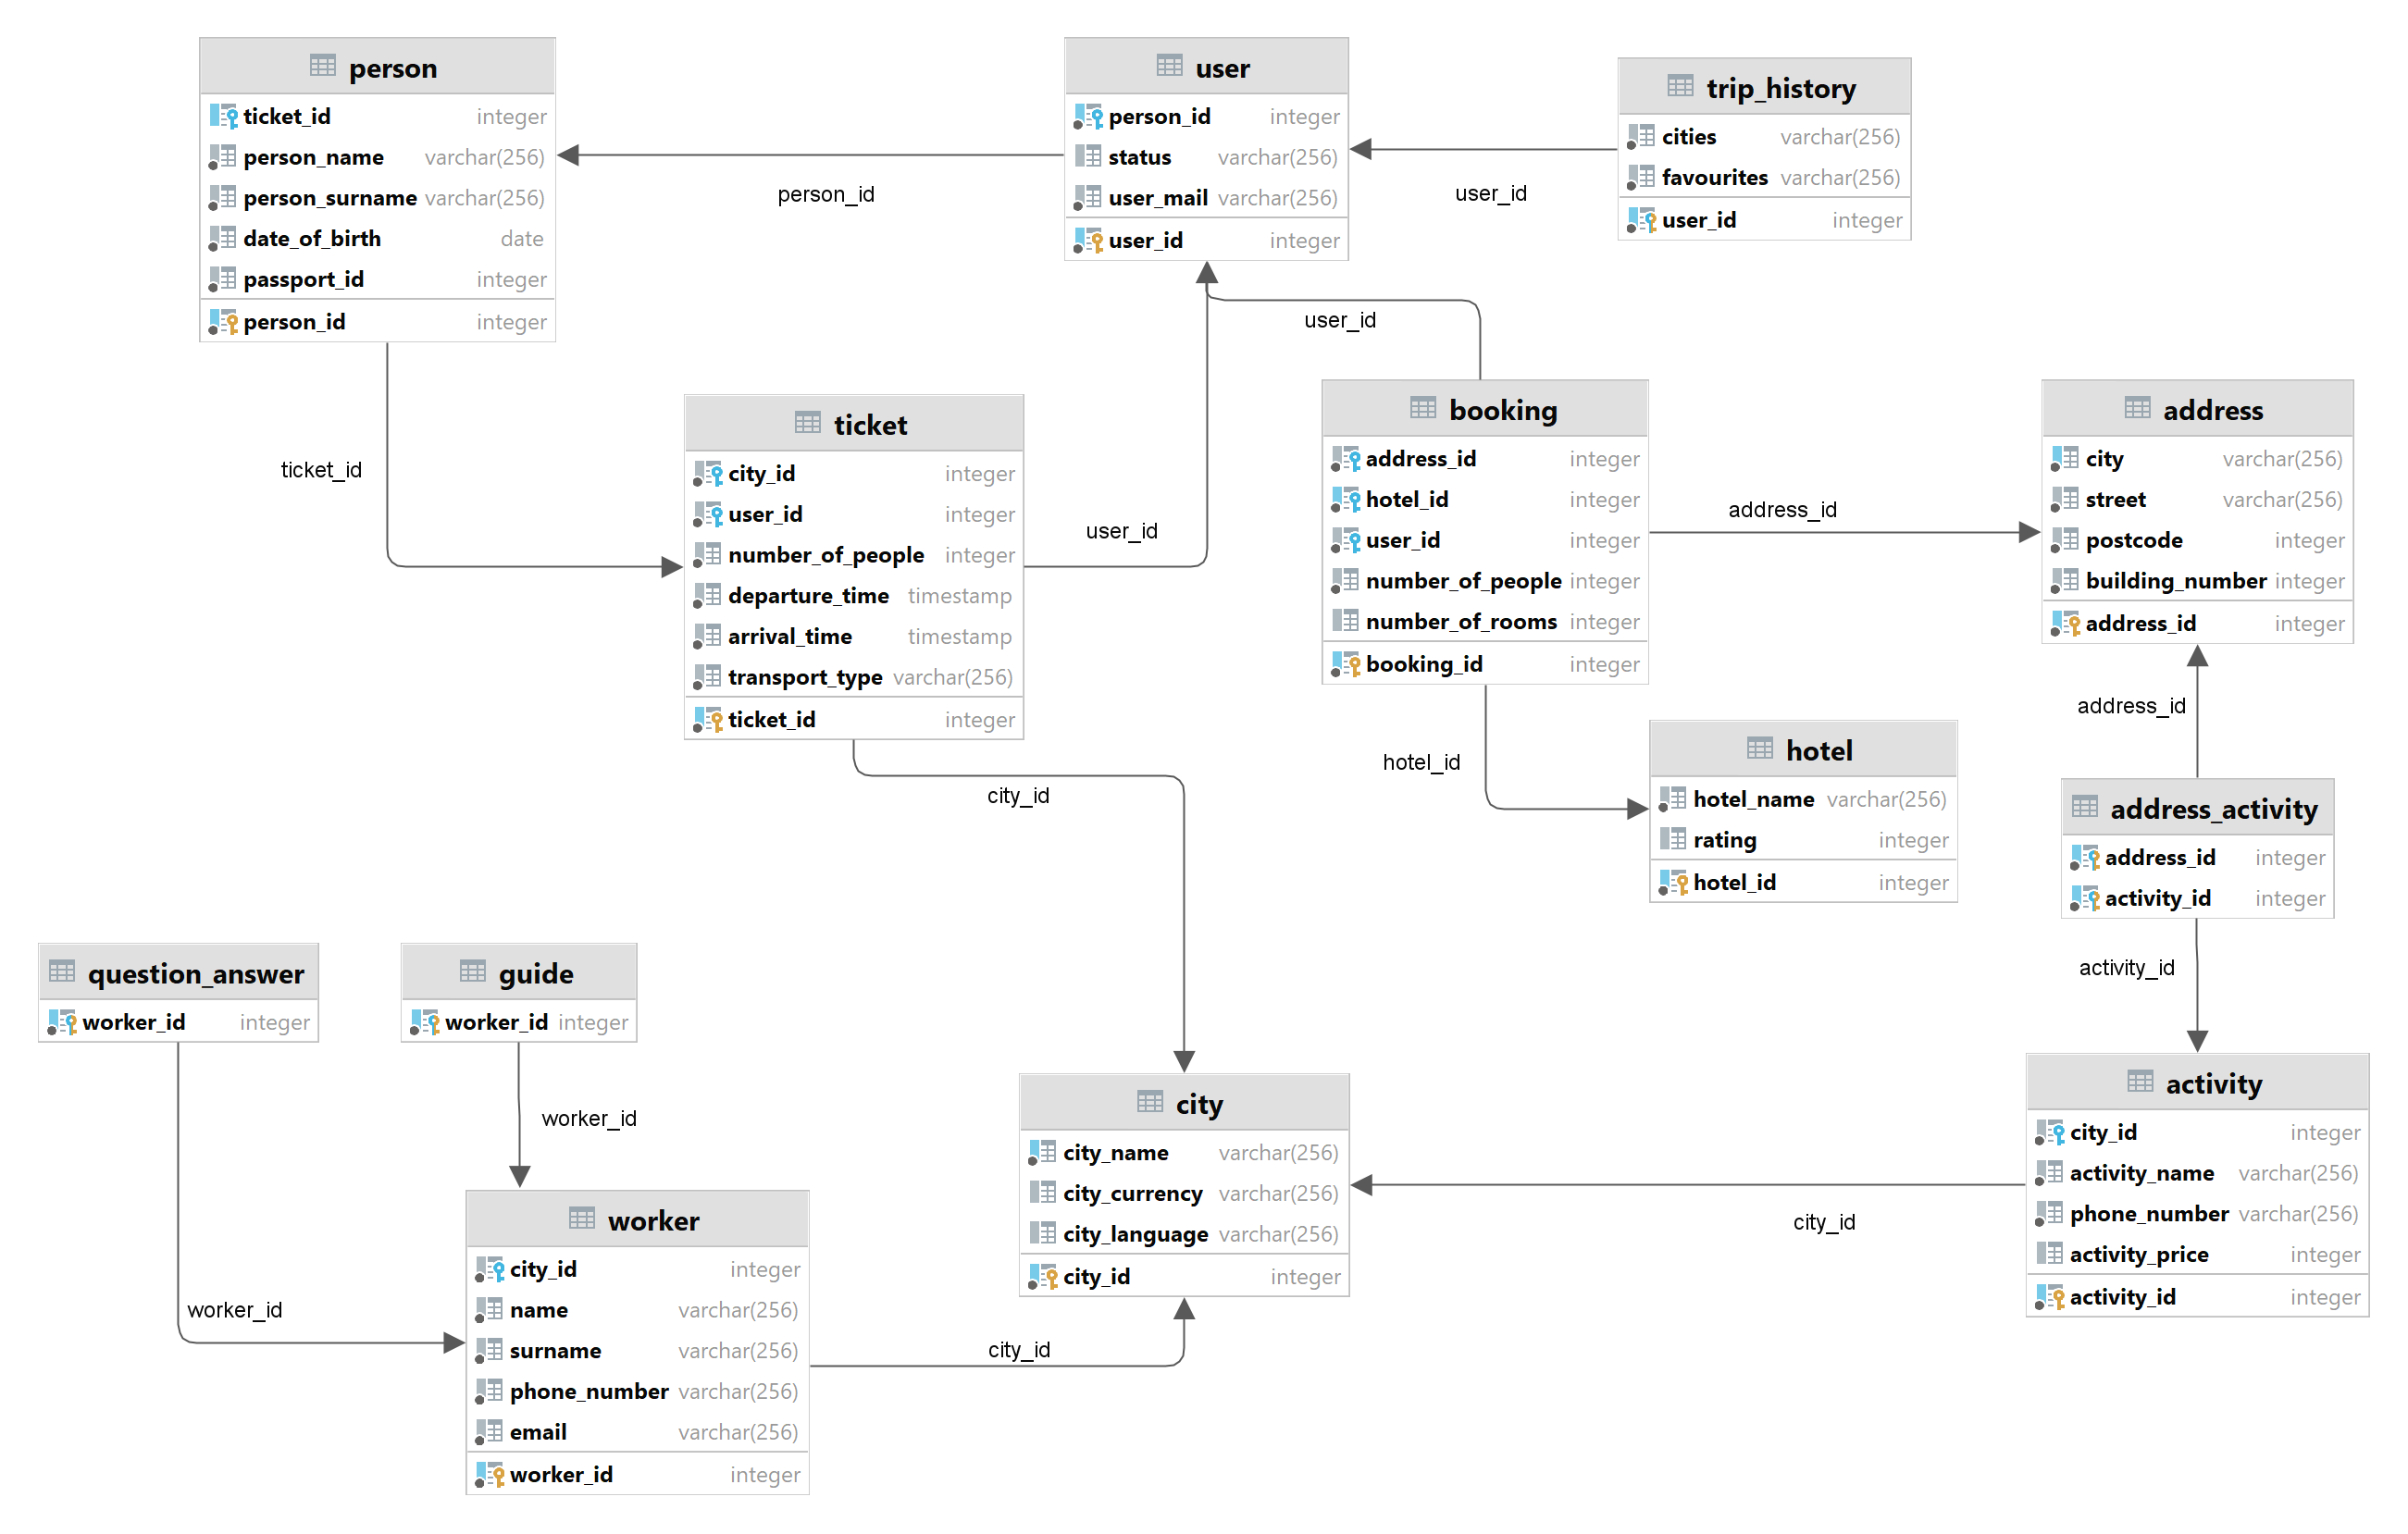 person
ticket_id integer
person_name varchar(256)
person_surname varchar(256)
date_of_birth date
passport_id integer
person_id integer
user
person_id integer
status varchar(256)
user_mail varchar(256)
user_id integer
trip_history
cities varchar(256)
favourites varchar(256)
user_id integer
person_id
user_id
user_id
ticket_id
ticket
city_id integer
user_id integer
number_of_people integer
departure_time timestamp
arrival_time timestamp
transport_type varchar(256)
ticket_id integer
user_id
booking
address_id integer
hotel_id integer
user_id integer
number_of_people integer
number_of_rooms integer
booking_id integer
address_id
address
city varchar(256)
street varchar(256)
postcode integer
building_number integer
address_id integer
address_id
hotel_id
hotel
hotel_name varchar(256)
rating integer
hotel_id integer
city_id
address_activity
address_id integer
activity_id integer
activity_id
question_answer
worker_id integer
guide
worker_id integer
worker_id
worker_id
worker
city_id integer
name varchar(256)
surname varchar(256)
phone_number varchar(256)
email varchar(256)
worker_id integer
city_id
city
city_name varchar(256)
city_currency varchar(256)
city_language varchar(256)
city_id integer
city_id
activity
city_id integer
activity_name varchar(256)
phone_number varchar(256)
activity_price integer
activity_id integer